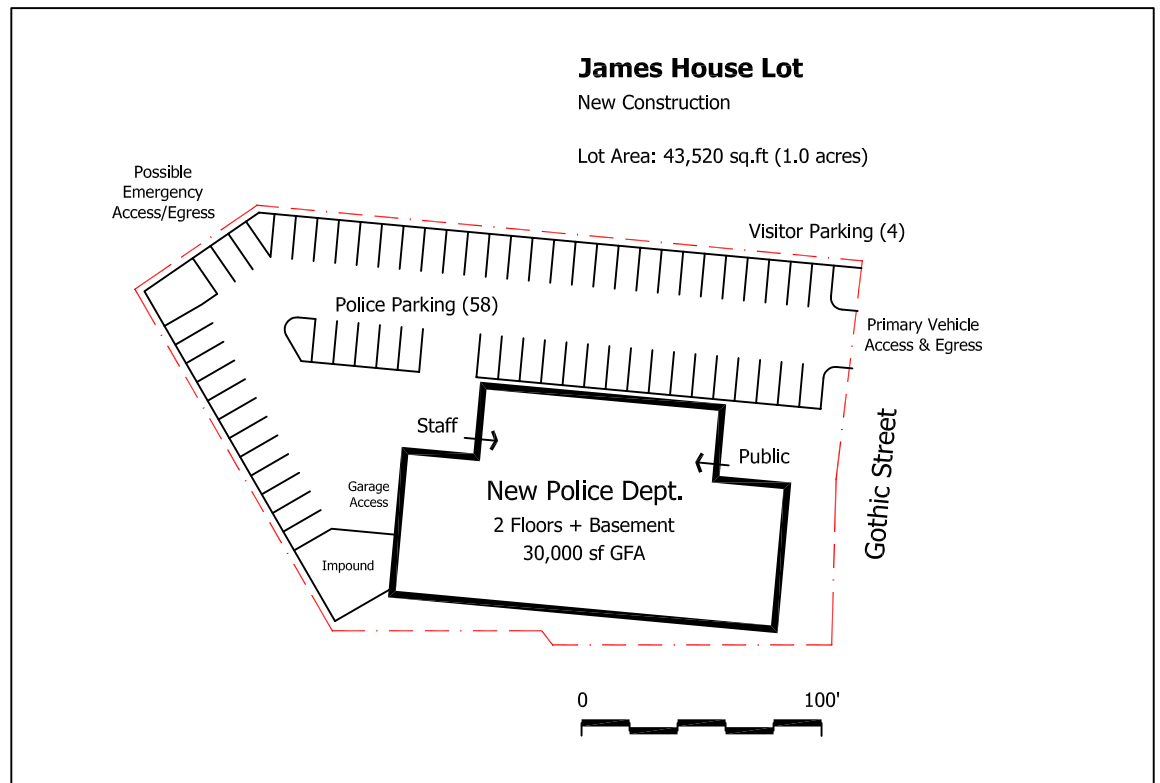 James House Lot
New Construction
Lot Area: 43,520 sq.ft (1.0 acres)
Possible
Emergency
Access/Egress
Visitor Parking (4)
Police Parking (58)
Primary Vehicle
Access & Egress
Staff
Public
Gothic Street
Garage
Access
New Police Dept.
2 Floors + Basement
30,000 sf GFA
Impound
0
100'